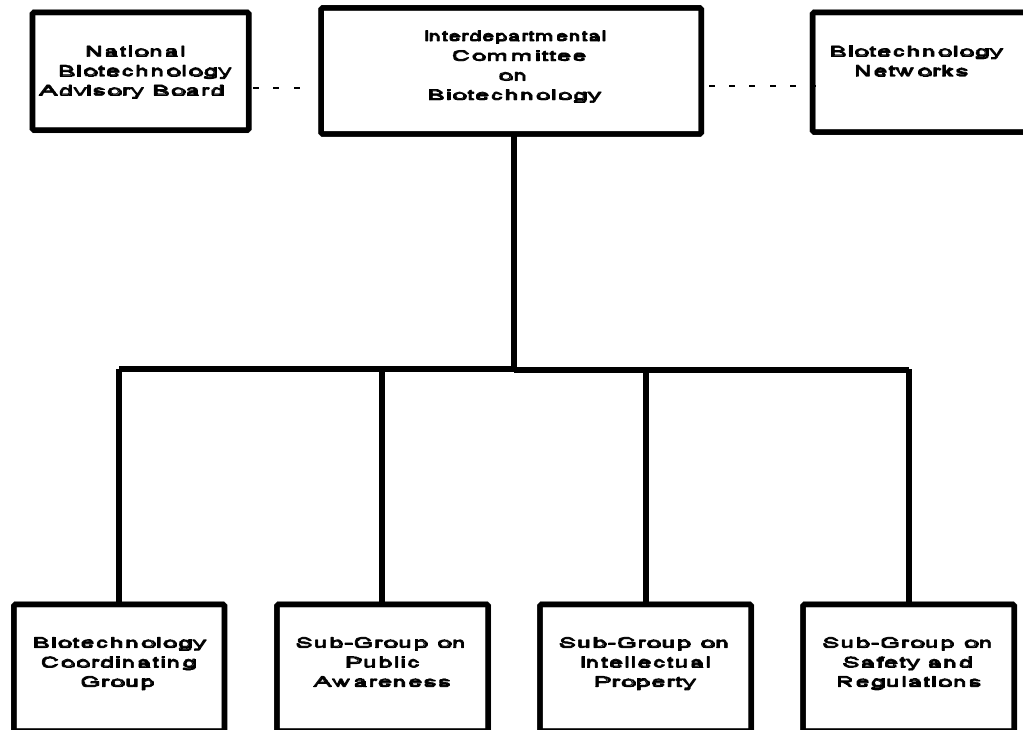 National
Biotechnology
Advisory Board
Interdepartmental
Committee
on
Biotechnology
Biotechnology
Networks
Biotechnology
Coordinating
Group
Sub-Group on
Public
Awareness
Sub-Group on
Intellectual
Property
Sub-Group on
Safety and
Regulations